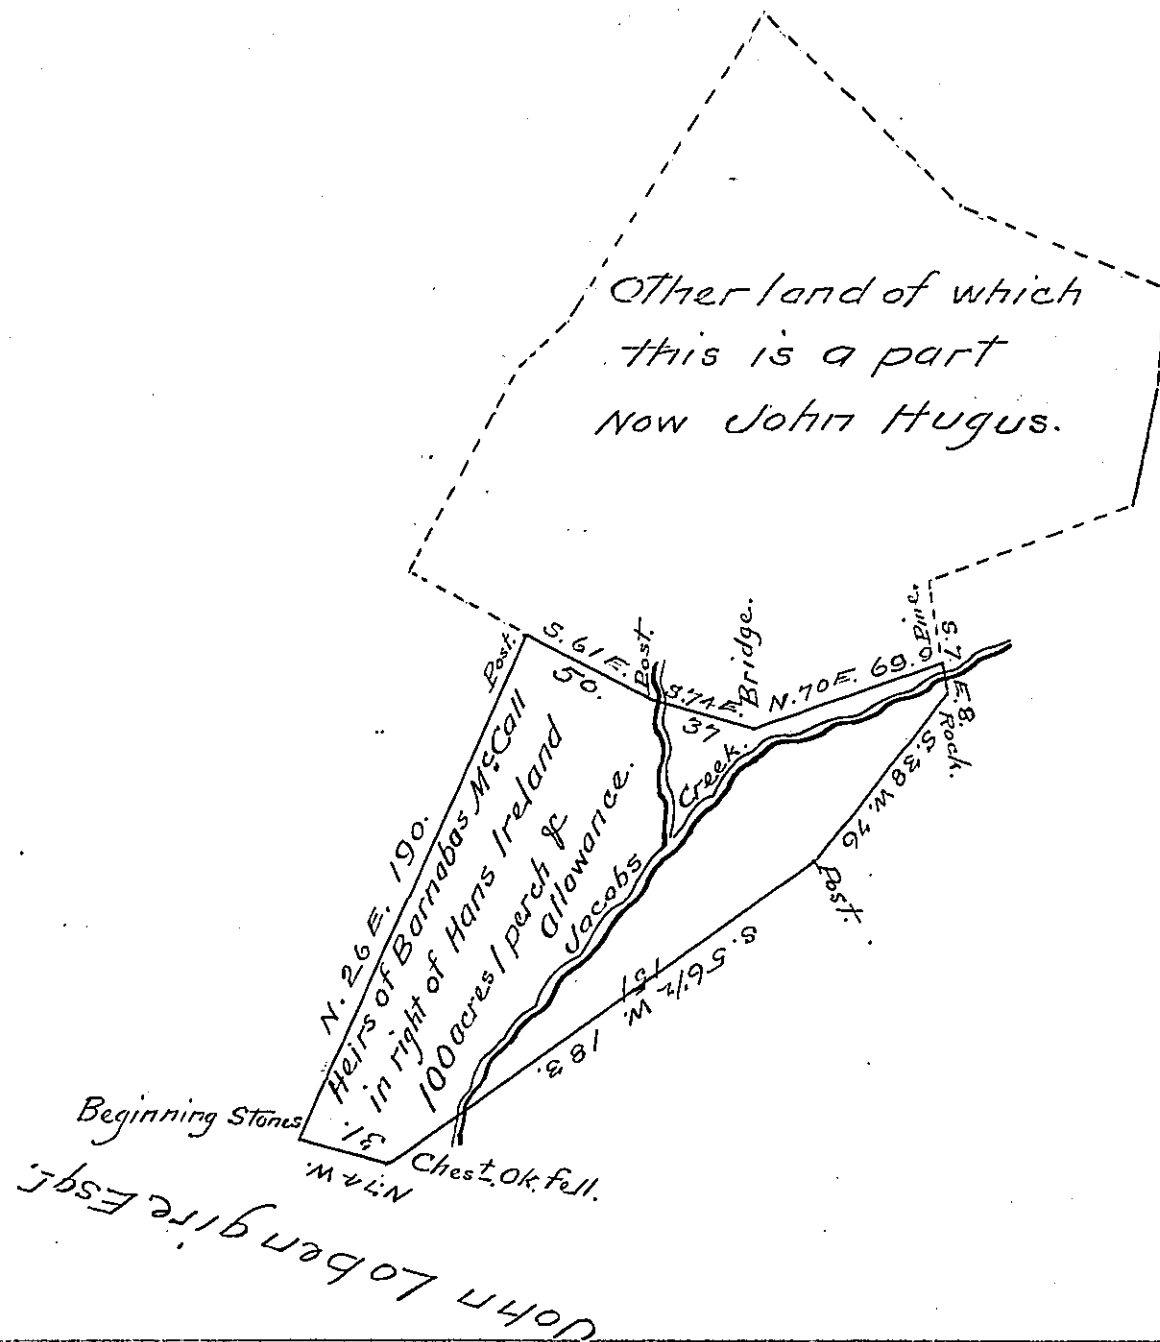 Other land of which
this is a part
Now John Hugus.
Post.
S. 61 E.
50.
Post.
S. 74 E.
37
Bridge.
N. 70 E. 69.9
Pine.
S. 7 E. 8.
Rock.
S. 38 W. 76
Post.
S. 56 1/2 W.
151
183.
Creek.
Jacobs
N. 26 E. 190.
Heirs of Barnabas McCall
in right of Hans Ireland
100 acres 1 perch &
allowance.
Beginning Stones
31.
N. 74 W.
Chest. Ok. fell.
John Lobengire Esqr.